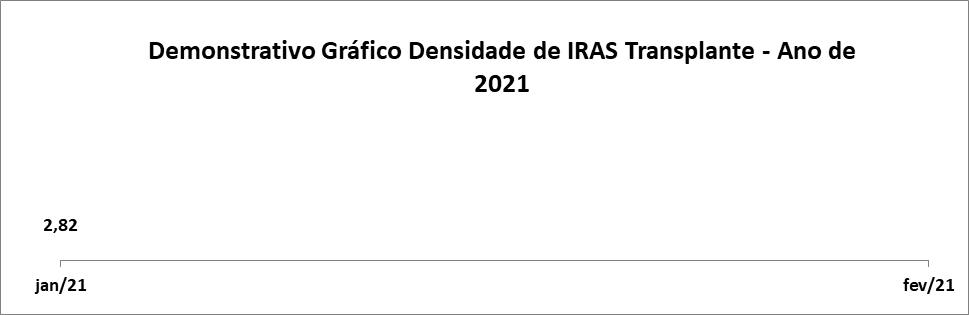 Demonstrativo Gráfico Densidade de IRAS Transplante - Ano de
2021
2,82
jan/21
fev/21